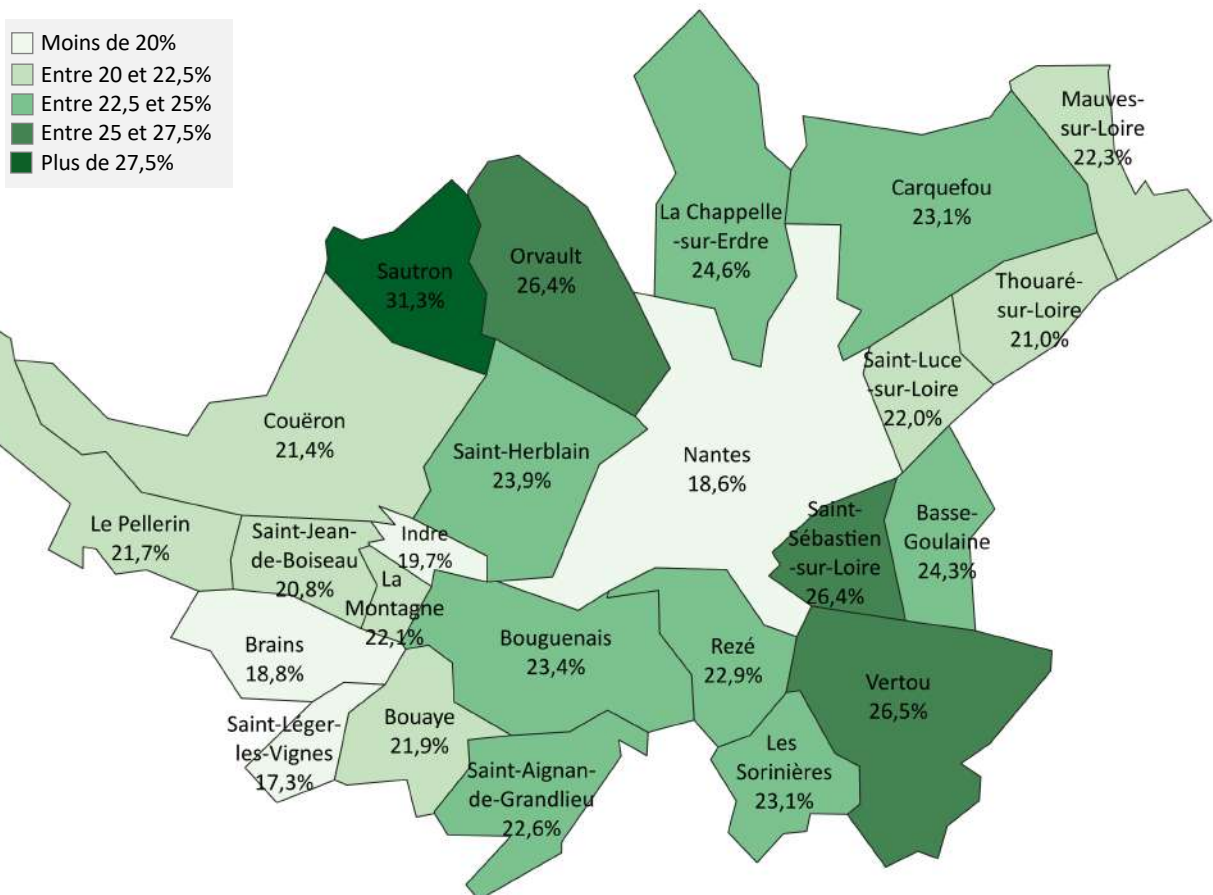 Moins de 20%
Entre 20 et 22,5%
Entre 22,5 et 25%
Entre 25 et 27,5%
Plus de 27,5%
Mauves-
sur-Loire
22,3%
Carquefou
23,1%
La Chappelle
-sur-Erdre
24,6%
Orvault
26,4%
Sautron
31,3%
Thouaré-
sur-Loire
21,0%
Saint-Luce
-sur-Loire
22,0%
Couëron
21,4%
Saint-Herblain
23,9%
Nantes
18,6%
Saint-
Sébastien
-sur-Loire
26,4%
Basse-
Goulaine
24,3%
Le Pellerin
21,7%
Saint-Jean-
de-Boiseau
20,8%
Indre
19,7%
La
Montagne
22,1%
Brains
18,8%
Bouguenais
23,4%
Rezé
22,9%
Vertou
26,5%
Saint-Léger-
les-Vignes
17,3%
Bouaye
21,9%
Saint-Aignan-
de-Grandlieu
22,6%
Les
Sorinières
23,1%